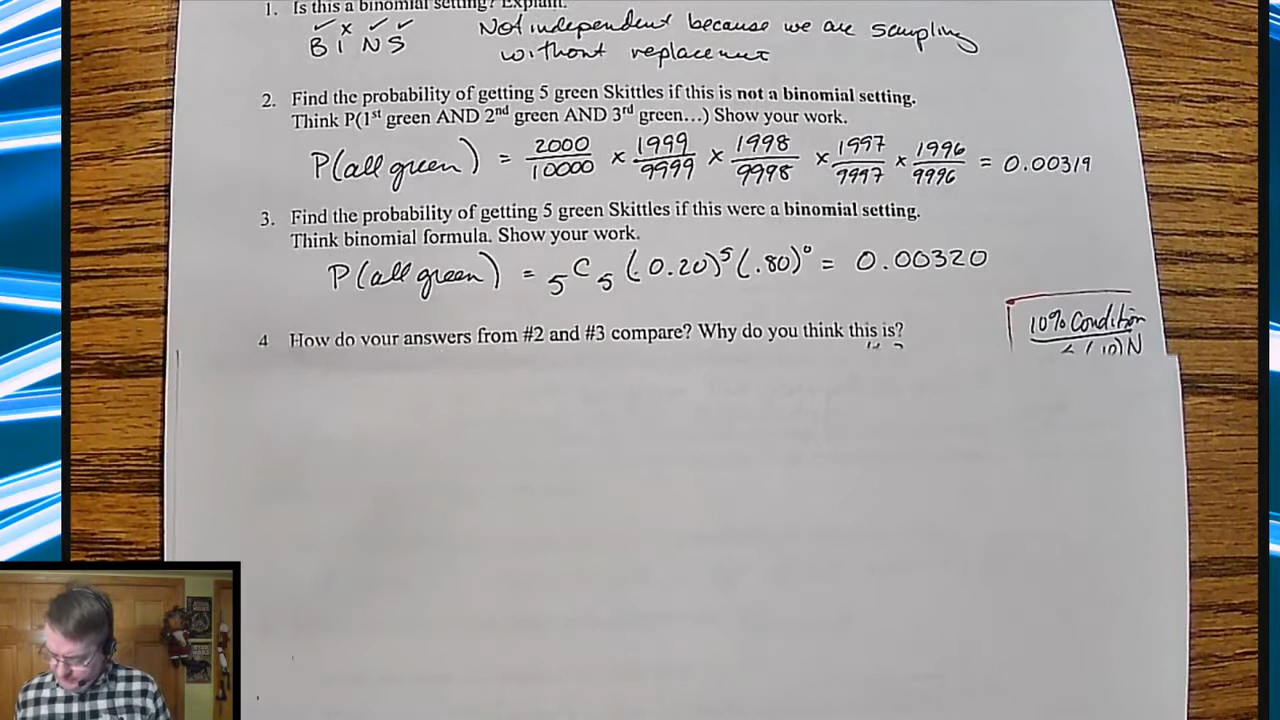 1. Is this a binomial setting? Explain.
✓ x ✓ ✓
B I N S Not independent because we are sampling
without replacement
2. Find the probability of getting 5 green Skittles if this is not a binomial setting.
Think P(1st green AND 2nd green AND 3rd green…) Show your work.
P(all green) = 2000/10000 × 1999/9999 × 1998/9998 × 1997/9997 × 1996/9996 = 0.00319
3. Find the probability of getting 5 green Skittles if this were a binomial setting.
Think binomial formula. Show your work.
P(all green) = ₅C₅ (0.20)⁵ (.80)⁰ = 0.00320
4 How do your answers from #2 and #3 compare? Why do you think this is?
10% Condition